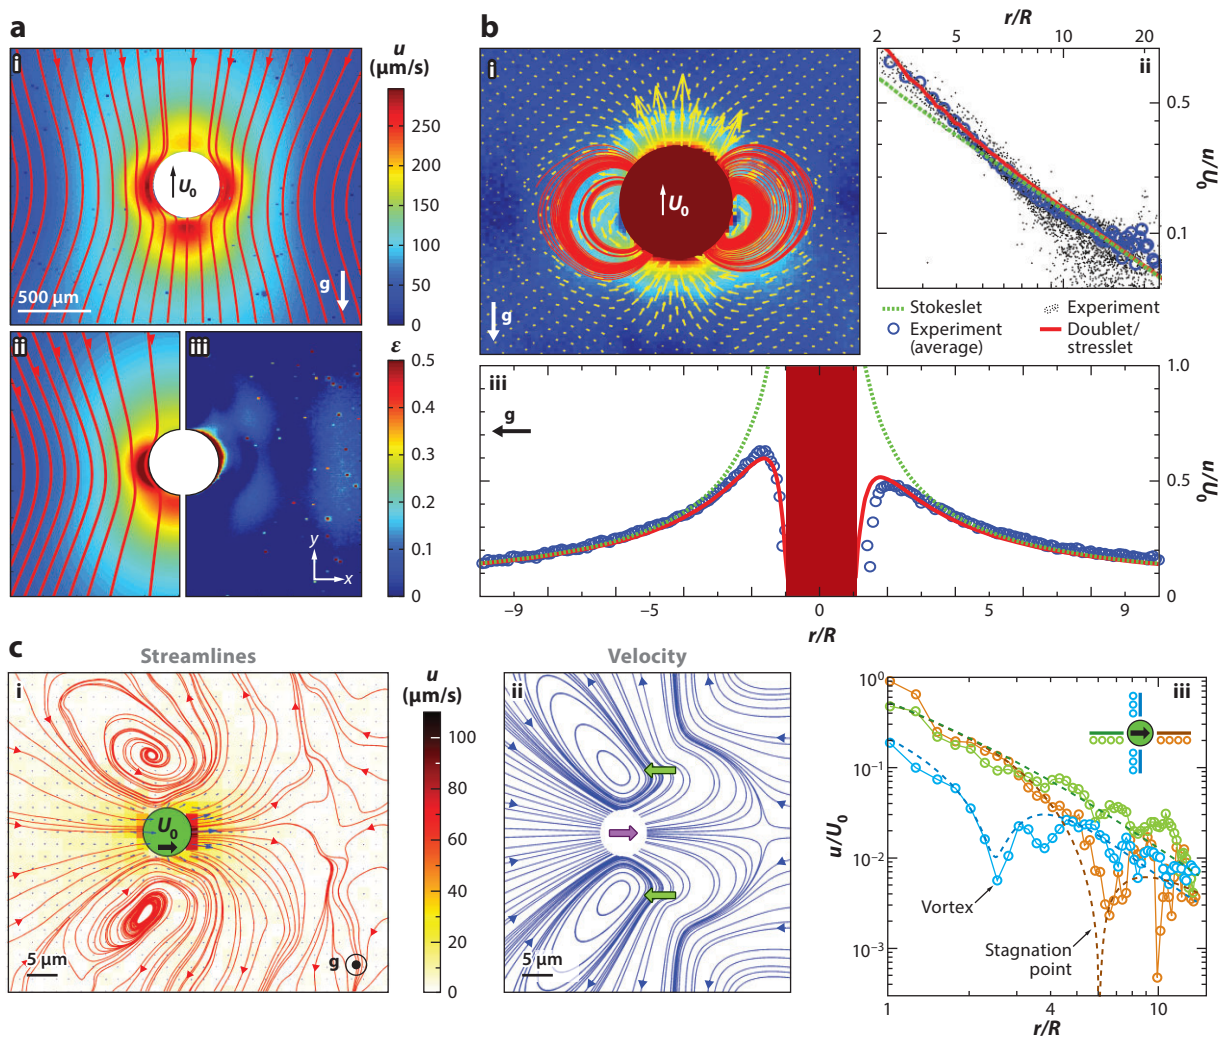 a
i
U₀
g
500 µm
u
(µm/s)
250
200
150
100
50
0
ii
iii
y
x
ε
0.5
0.4
0.3
0.2
0.1
0
b
i
U₀
g
r/R
2
5
10
20
ii
0.5
0.1
u/U₀
Stokeslet
Experiment
(average)
Experiment
Doublet/
stresslet
iii
g
1.0
0.5
0
u/U₀
−9
−5
−1
0
5
9
r/R
c
Streamlines
i
U₀
g
5 µm
u
(µm/s)
100
80
60
40
20
0
Velocity
ii
5 µm
iii
10⁰
10⁻¹
10⁻²
10⁻³
u/U₀
Vortex
Stagnation
point
1
4
10
r/R